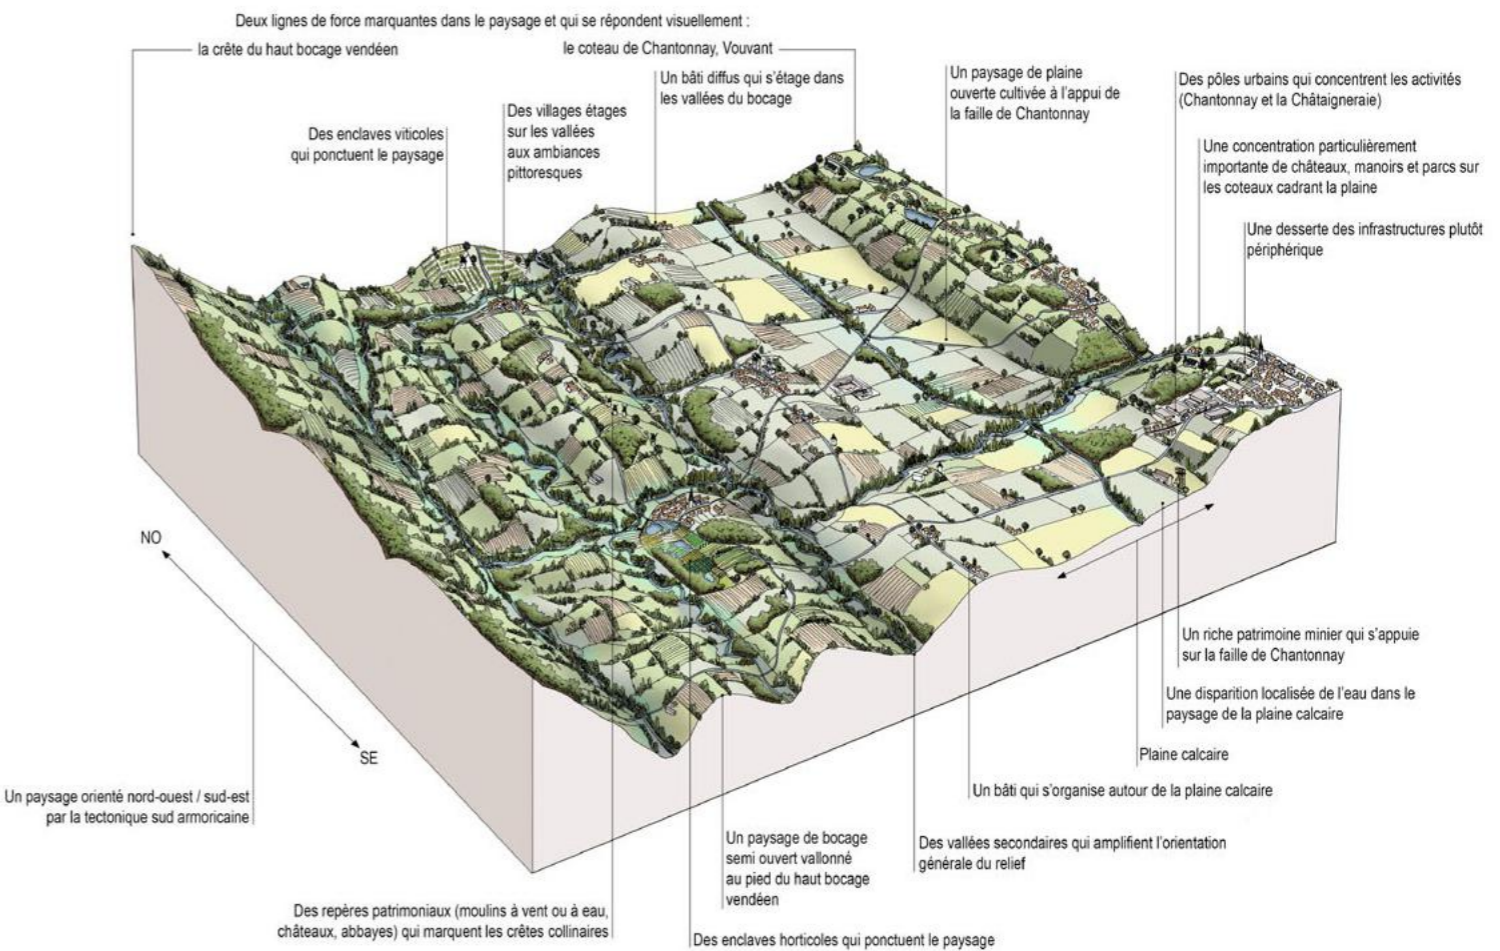 Deux lignes de force marquantes dans le paysage et qui se répondent visuellement :
la crête du haut bocage vendéen
le coteau de Chantonnay, Vouvant
Des enclaves viticoles
qui ponctuent le paysage
Des villages étages
sur les vallées
aux ambiances
pittoresques
Un bâti diffus qui s'étage dans
les vallées du bocage
Un paysage de plaine
ouverte cultivée à l'appui de
la faille de Chantonnay
Des pôles urbains qui concentrent les activités
(Chantonnay et la Châtaigneraie)
Une concentration particulièrement
importante de châteaux, manoirs et parcs sur
les coteaux cadrant la plaine
Une desserte des infrastructures plutôt
périphérique
NO
SE
Un paysage orienté nord-ouest / sud-est
par la tectonique sud armoricaine
Des repères patrimoniaux (moulins à vent ou à eau,
châteaux, abbayes) qui marquent les crêtes collinaires
Des enclaves horticoles qui ponctuent le paysage
Un paysage de bocage
semi ouvert vallonné
au pied du haut bocage
vendéen
Des vallées secondaires qui amplifient l'orientation
générale du relief
Un bâti qui s'organise autour de la plaine calcaire
Plaine calcaire
Une disparition localisée de l'eau dans le
paysage de la plaine calcaire
Un riche patrimoine minier qui s'appuie
sur la faille de Chantonnay